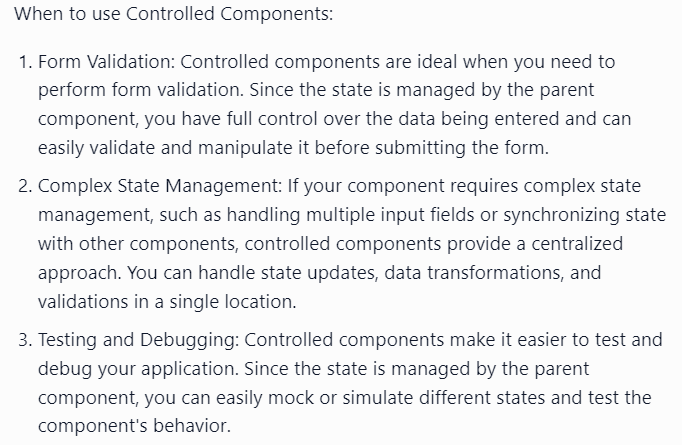 When to use Controlled Components:
1. Form Validation: Controlled components are ideal when you need to
perform form validation. Since the state is managed by the parent
component, you have full control over the data being entered and can
easily validate and manipulate it before submitting the form.
2. Complex State Management: If your component requires complex state
management, such as handling multiple input fields or synchronizing state
with other components, controlled components provide a centralized
approach. You can handle state updates, data transformations, and
validations in a single location.
3. Testing and Debugging: Controlled components make it easier to test and
debug your application. Since the state is managed by the parent
component, you can easily mock or simulate different states and test the
component's behavior.